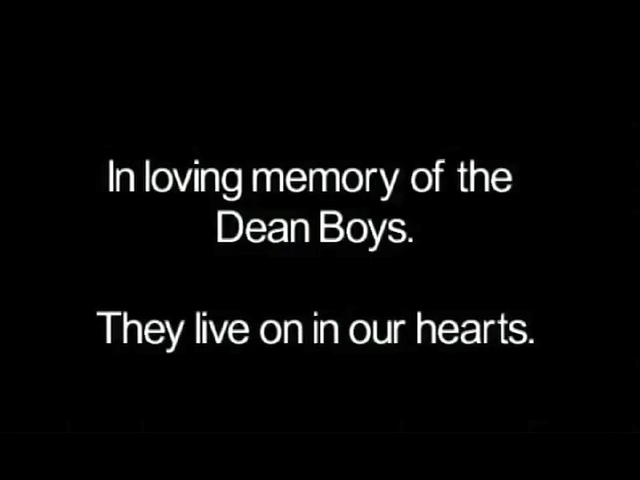 In loving memory of the
Dean Boys.
They live on in our hearts.